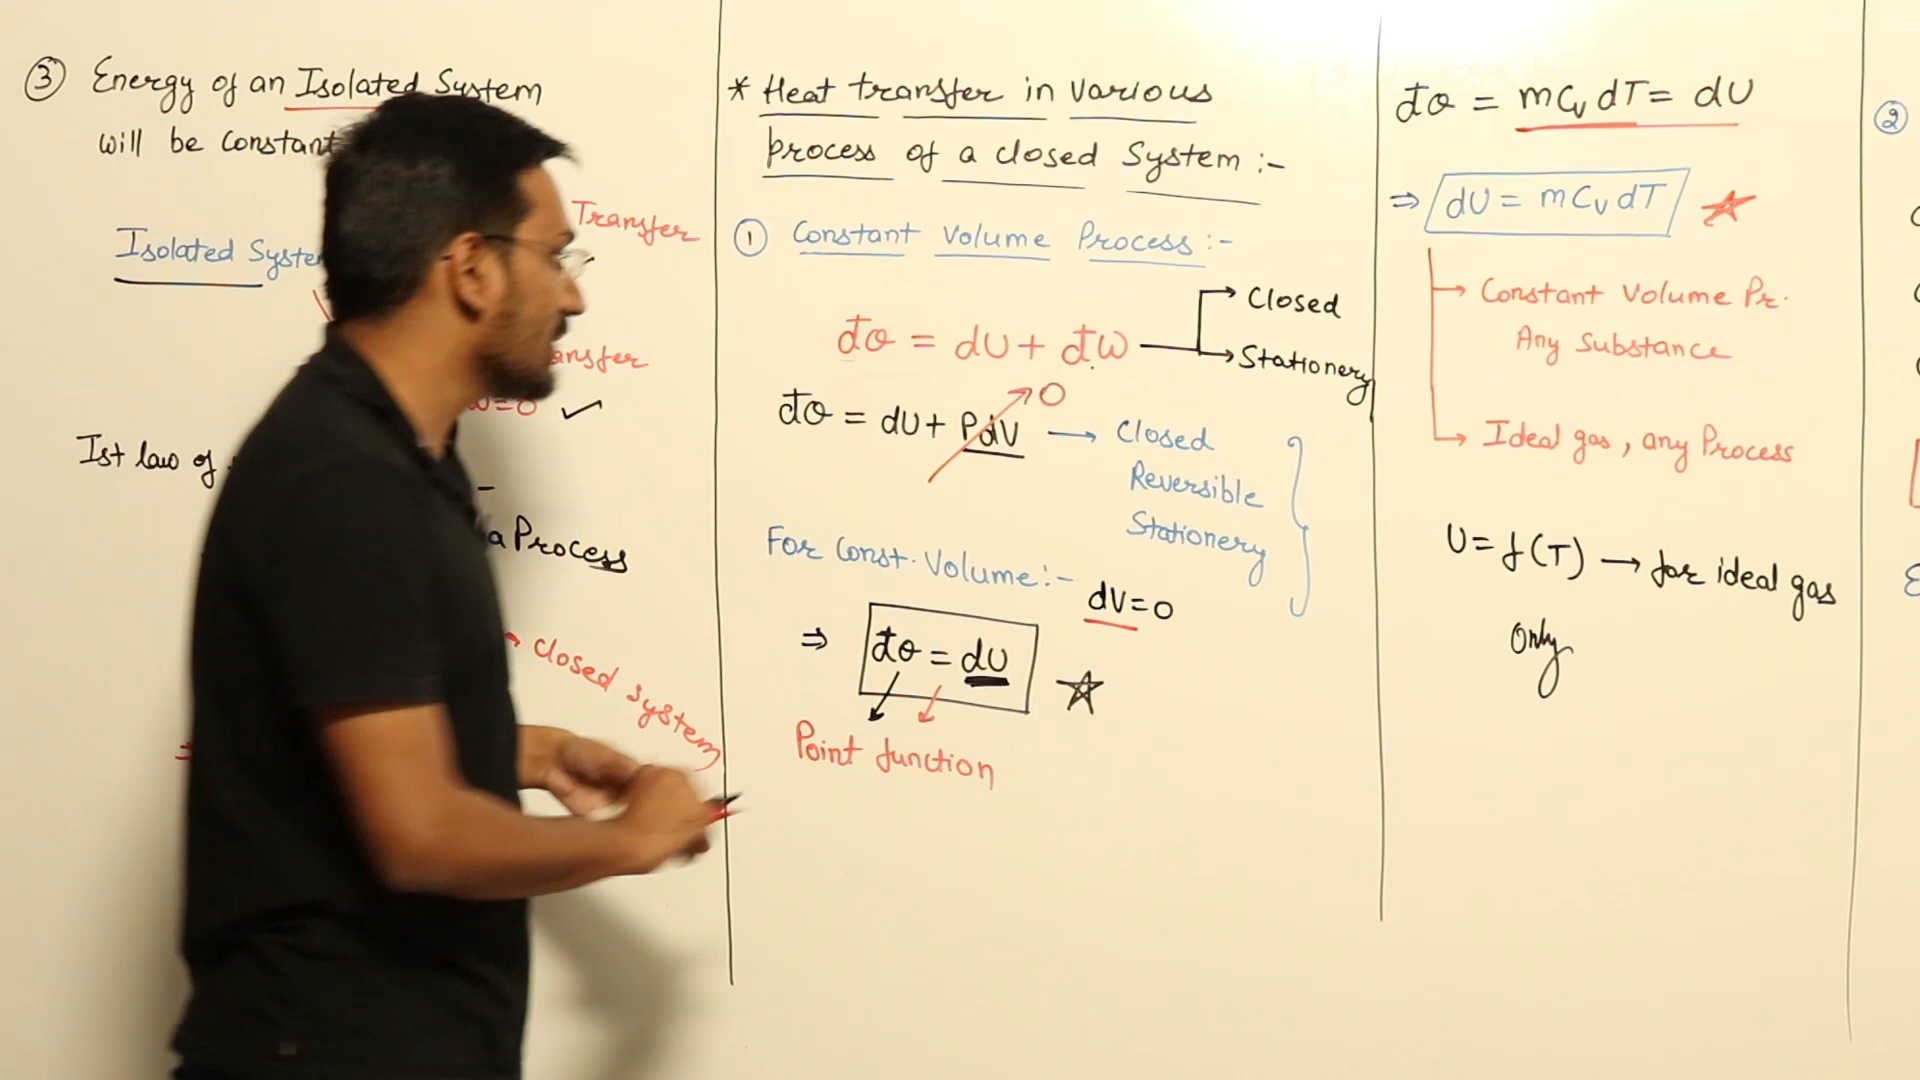 ③ Energy of an Isolated System
will be Constant
Isolated
Transfer
=0 ✓
Ist law of
a Process
→ Closed System
⇒
* Heat transfer in various
process of a closed System :-
① Constant Volume Process :-
đQ = dU + đW → Closed
→ Stationery
đQ = dU + PdV → 0
→ Closed
Reversible
Stationery
For Const. Volume :- dV=0
⇒ đQ = dU ☆
Point function
đQ = mCv dT = dU
⇒ dU = mCv dT ☆
→ Constant Volume Pr.
Any Substance
→ Ideal gas, any Process
U = f(T) → for ideal gas
Only
②